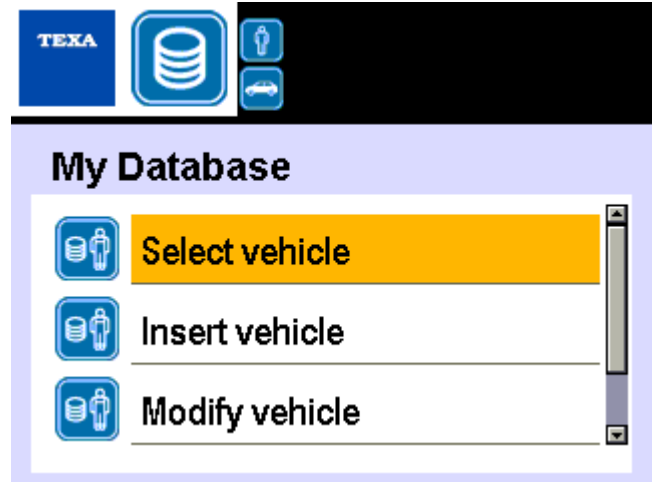 TEXA
My Database
Select vehicle
Insert vehicle
Modify vehicle